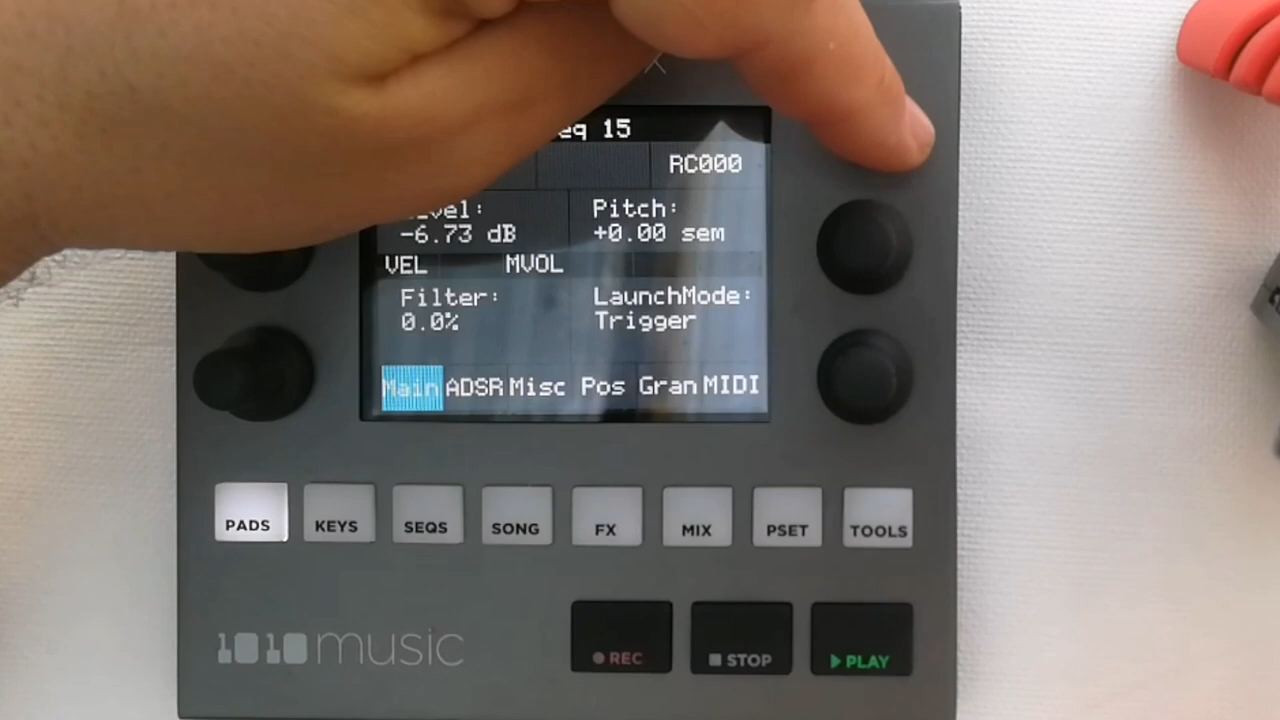 eq 15
RC000
Level: Pitch:
-6.73 dB +0.00 sem
VEL MVOL
Filter: LaunchMode:
0.0% Trigger
Main ADSR Misc Pos Gran MIDI
PADS KEYS SEQS SONG FX MIX PSET TOOLS
1010music REC STOP PLAY